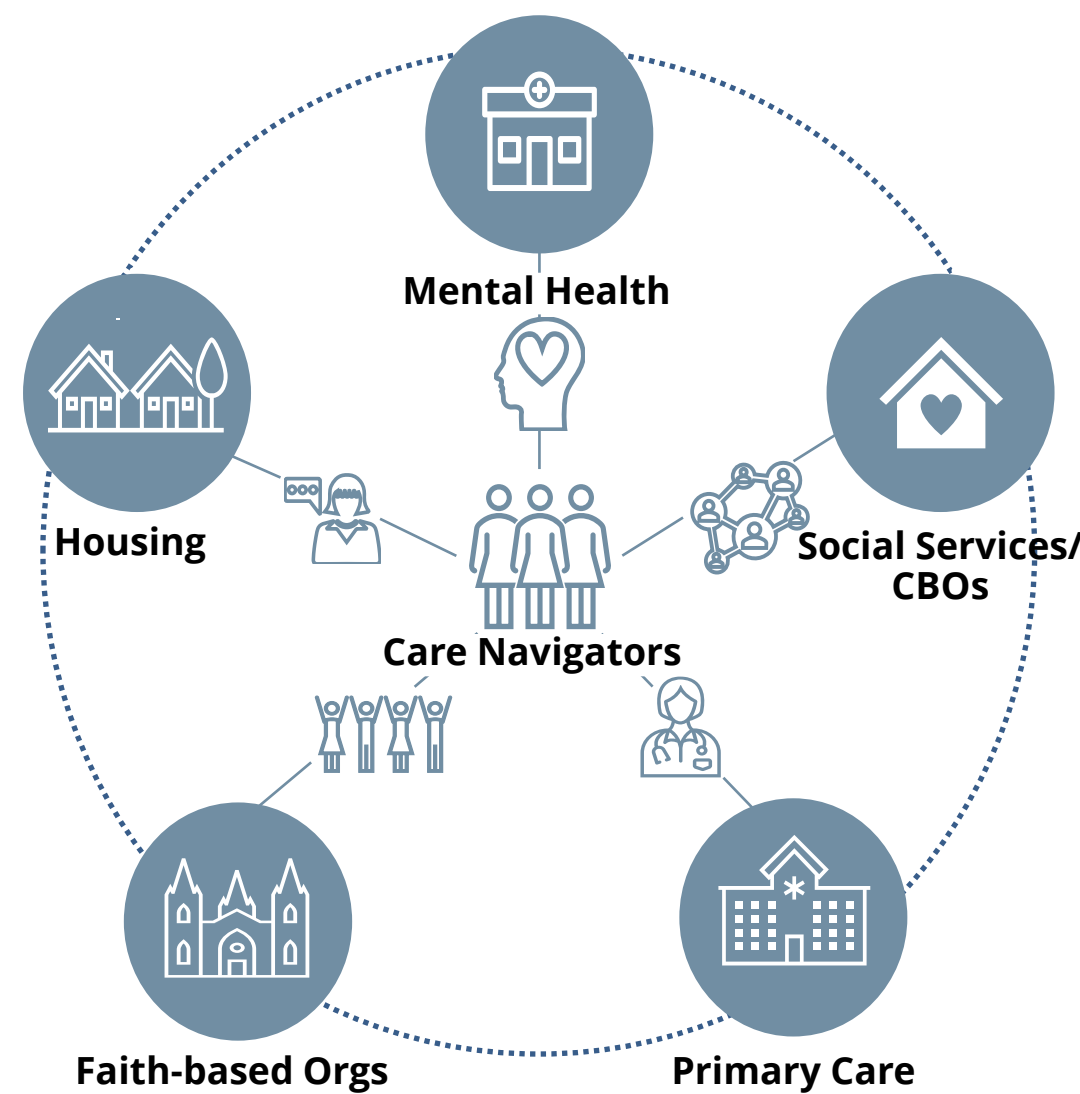 Mental Health
Housing
Social Services/
CBOs
Care Navigators
Faith-based Orgs
Primary Care